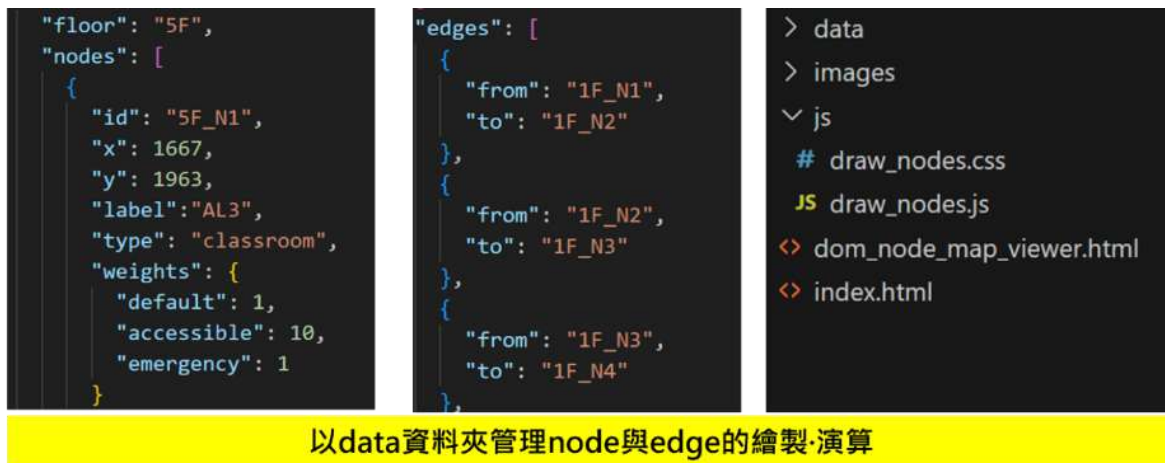 "floor": "5F",
"nodes": [
{
"id": "5F_N1",
"x": 1667,
"y": 1963,
"label":"AL3",
"type": "classroom",
"weights": {
"default": 1,
"accessible": 10,
"emergency": 1
}
"edges": [
{
"from": "1F_N1",
"to": "1F_N2"
},
{
"from": "1F_N2",
"to": "1F_N3"
},
{
"from": "1F_N3",
"to": "1F_N4"
},
> data
> images
∨ js
# draw_nodes.css
JS draw_nodes.js
<> dom_node_map_viewer.html
<> index.html
以data資料夾管理node與edge的繪製·演算